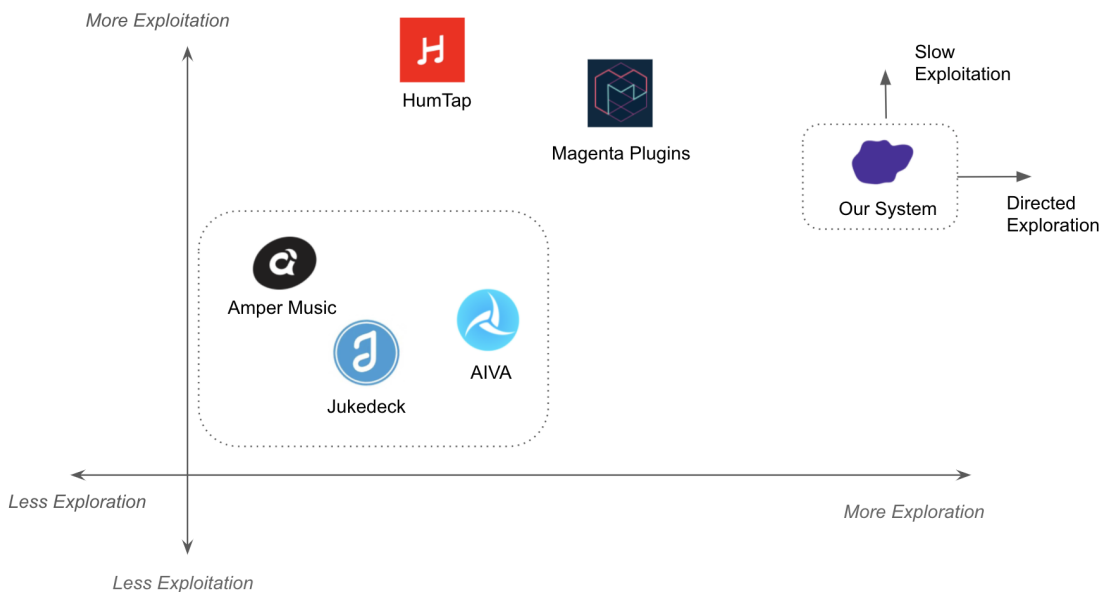 More Exploitation
HumTap
Slow
Exploitation
Magenta Plugins
Our System
Directed
Exploration
Amper Music
AIVA
Jukedeck
Less Exploration
More Exploration
Less Exploitation